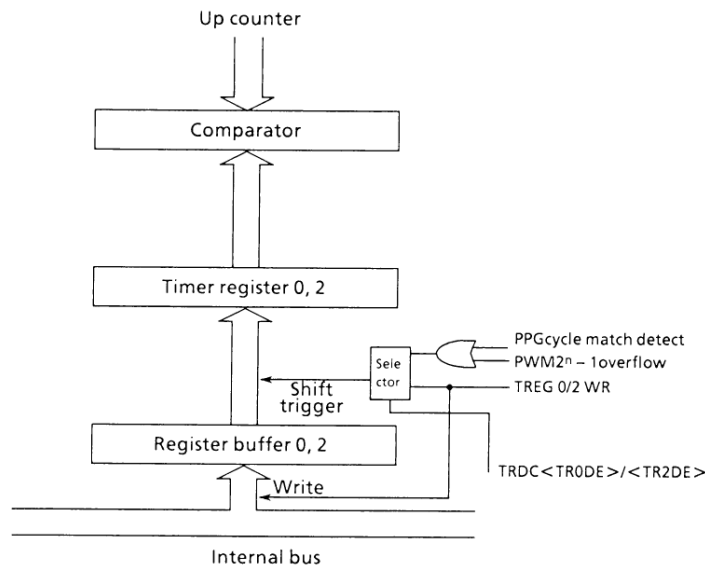 Up counter
Comparator
Timer register 0, 2
PPGcycle match detect
PWM2ⁿ – 1overflow
Sele
ctor
TREG 0/2 WR
Shift
trigger
Register buffer 0, 2
TRDC<TR0DE>/<TR2DE>
Write
Internal bus